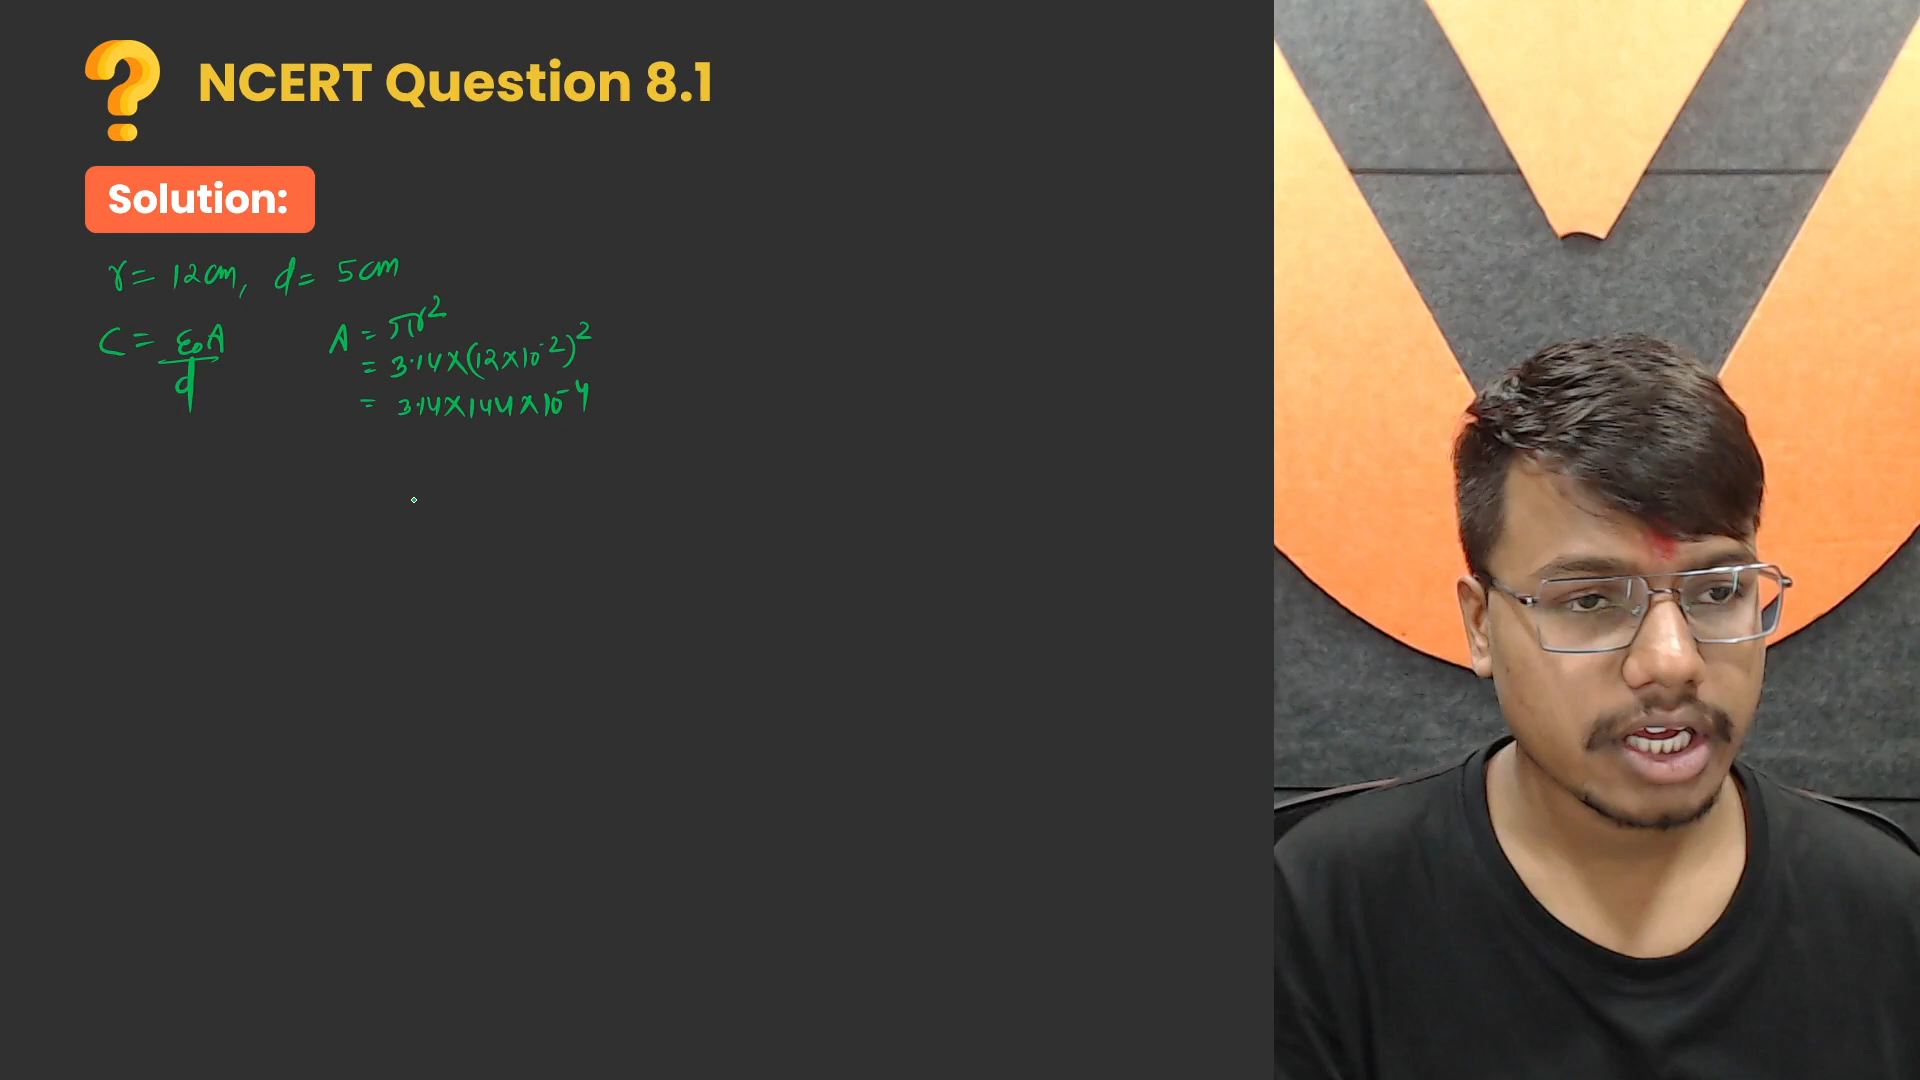 NCERT Question 8.1
Solution:
r = 12cm, d = 5cm
C = ε₀A/d
A = πr²
= 3.14×(12×10⁻²)²
= 3.14×144×10⁻⁴